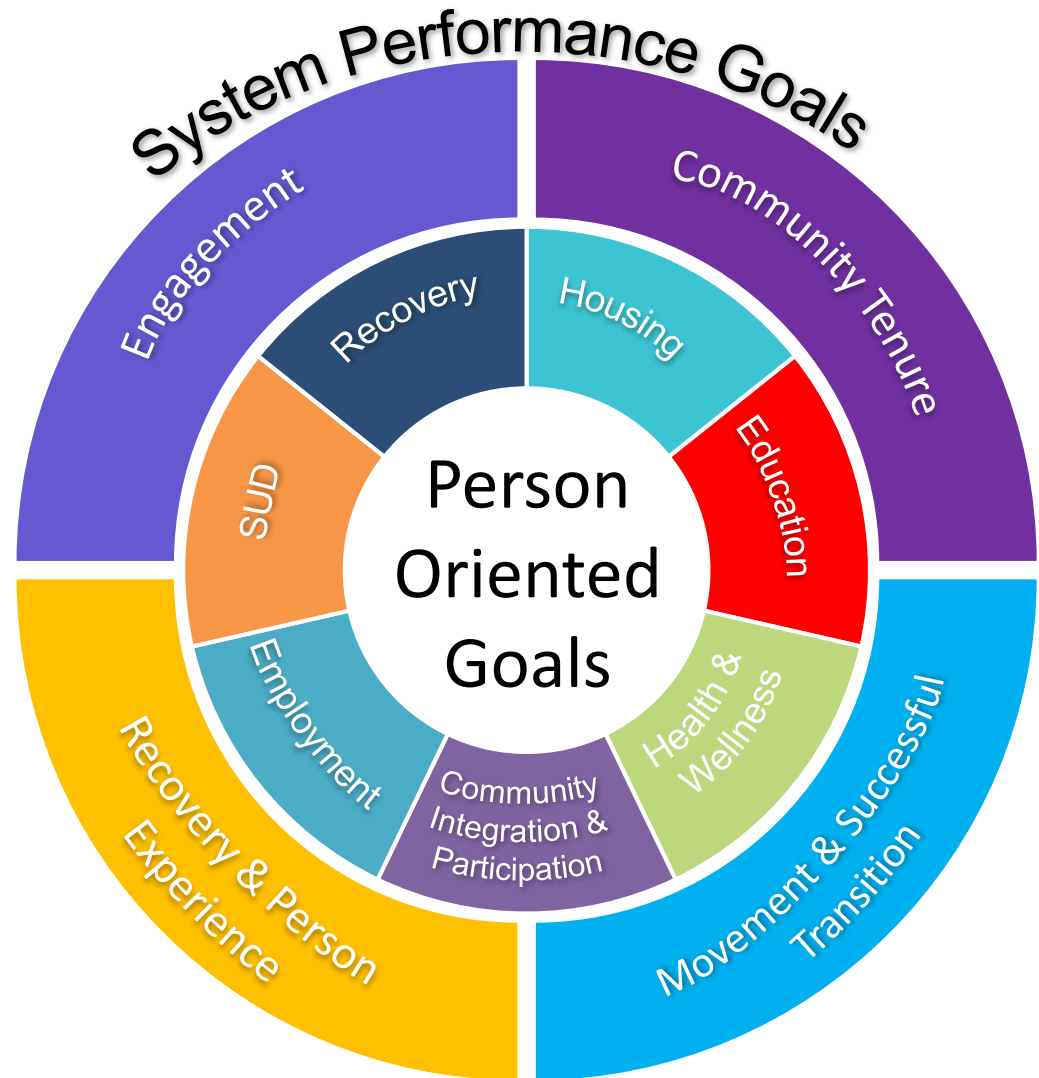 System Performance Goals
Engagement
Community Tenure
Recovery
Housing
SUD
Education
Person
Oriented
Goals
Employment
Health &
Wellness
Community
Integration &
Participation
Recovery & Person
Experience
Movement & Successful
Transition